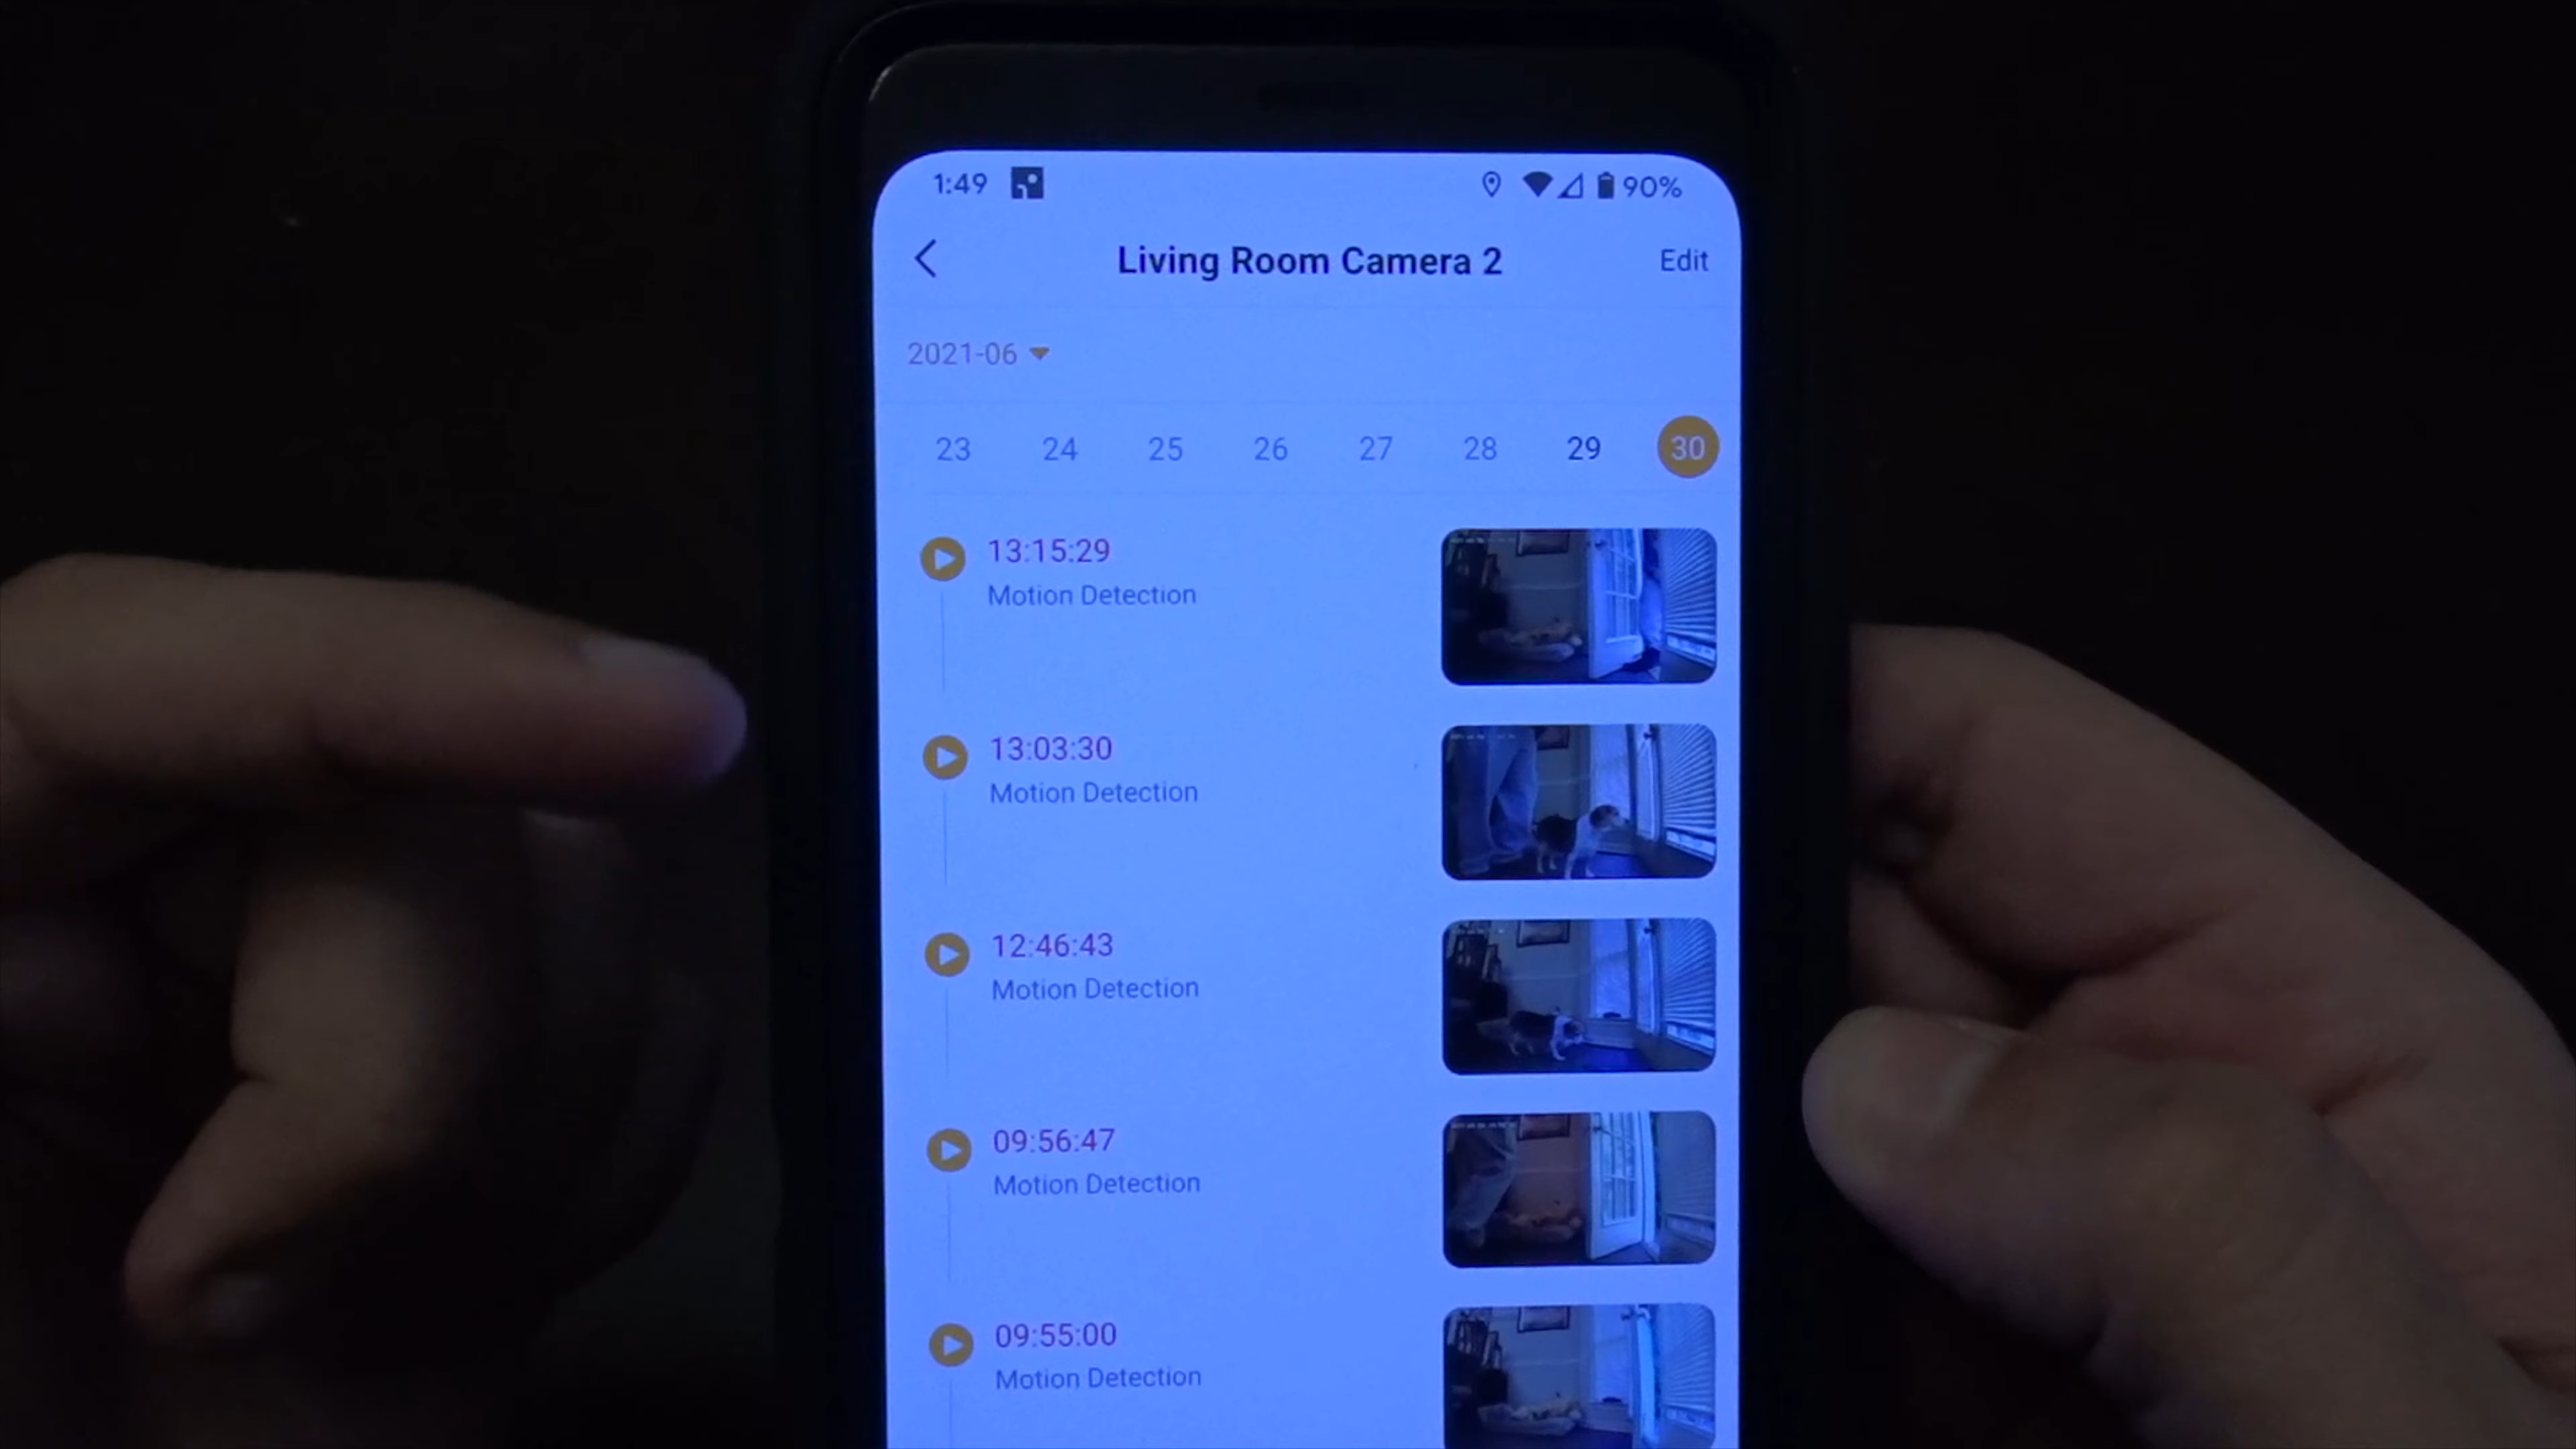 1:49 90%
Living Room Camera 2 Edit
2021-06
23 24 25 26 27 28 29 30
13:15:29
Motion Detection
13:03:30
Motion Detection
12:46:43
Motion Detection
09:56:47
Motion Detection
09:55:00
Motion Detection